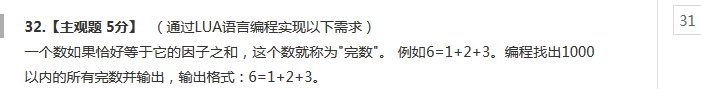 32.【主观题 5分】 （通过LUA语言编程实现以下需求）
一个数如果恰好等于它的因子之和，这个数就称为"完数"。 例如6=1+2+3。编程找出1000
以内的所有完数并输出，输出格式：6=1+2+3。
31